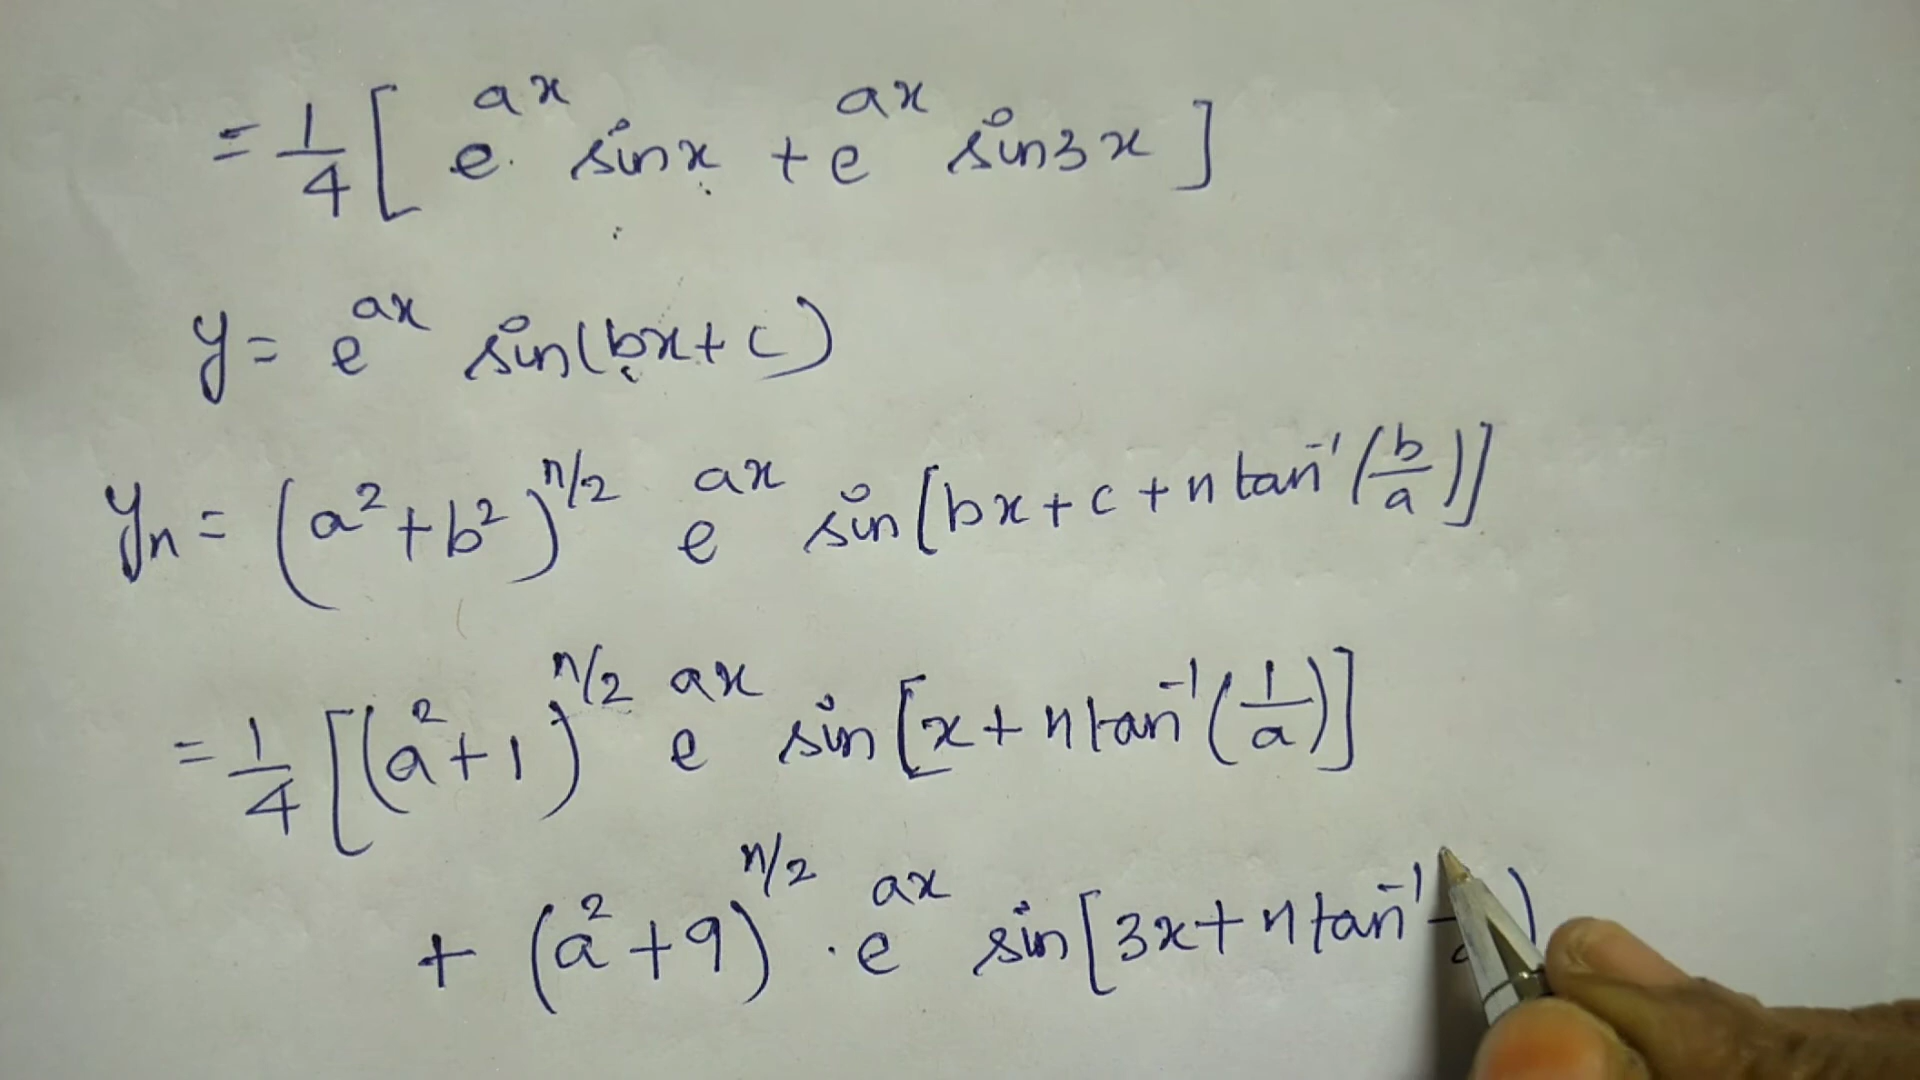 = 1/4 [ e^{ax} sin x + e^{ax} sin 3x ]
y = e^{ax} sin(bx + c)
y_n = (a² + b²)^{n/2} e^{ax} sin[bx + c + n tan⁻¹(b/a)]
= 1/4 [(a² + 1)^{n/2} e^{ax} sin[x + n tan⁻¹(1/a)]
+ (a² + 9)^{n/2} · e^{ax} sin[3x + n tan⁻¹